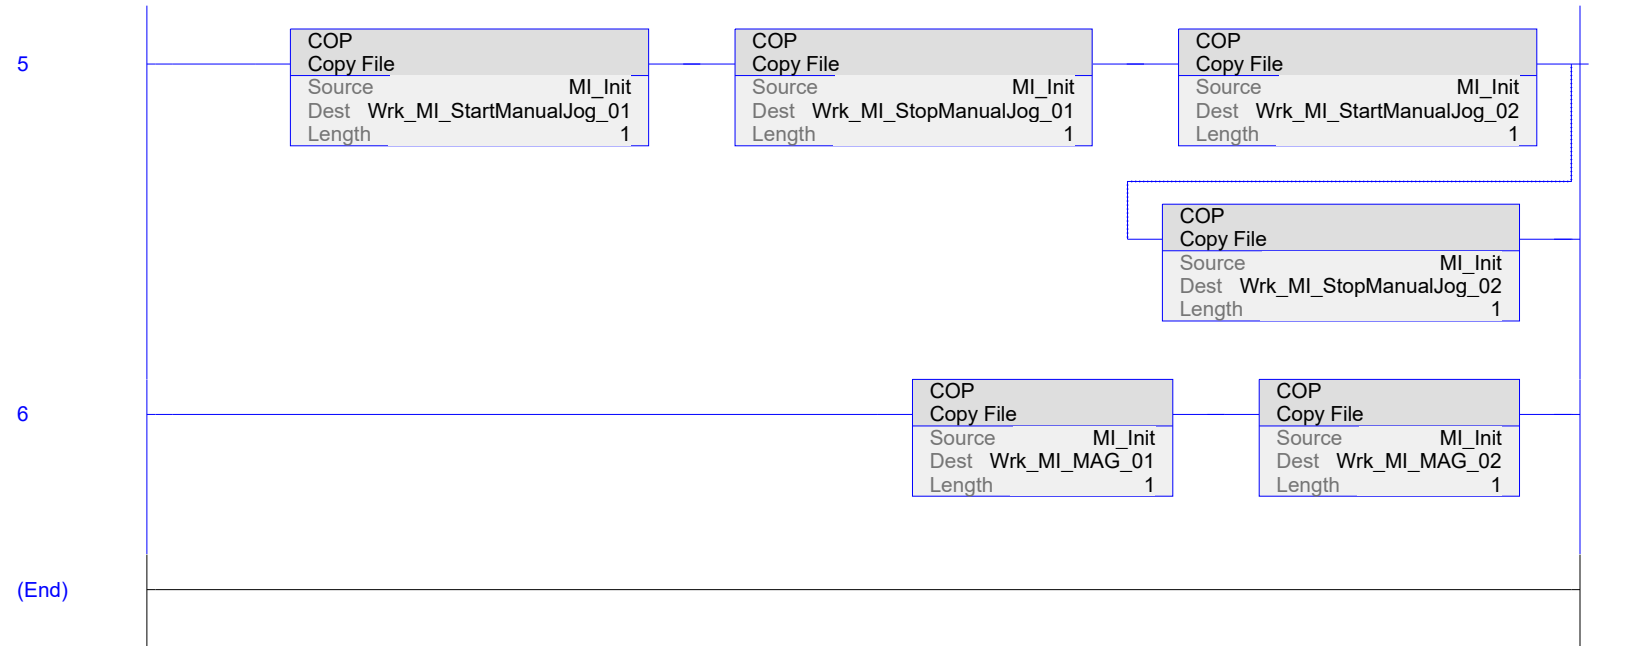 5
COP
Copy File
Source MI_Init
Dest Wrk_MI_StartManualJog_01
Length 1
COP
Copy File
Source MI_Init
Dest Wrk_MI_StopManualJog_01
Length 1
COP
Copy File
Source MI_Init
Dest Wrk_MI_StartManualJog_02
Length 1
COP
Copy File
Source MI_Init
Dest Wrk_MI_StopManualJog_02
Length 1
6
COP
Copy File
Source MI_Init
Dest Wrk_MI_MAG_01
Length 1
COP
Copy File
Source MI_Init
Dest Wrk_MI_MAG_02
Length 1
(End)